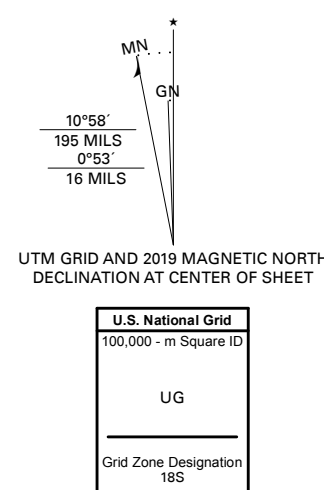 ★
MN
GN
10°58´
195 MILS
0°53´
16 MILS
UTM GRID AND 2019 MAGNETIC NORTH
DECLINATION AT CENTER OF SHEET
U.S. National Grid
100,000 - m Square ID
UG
Grid Zone Designation
18S